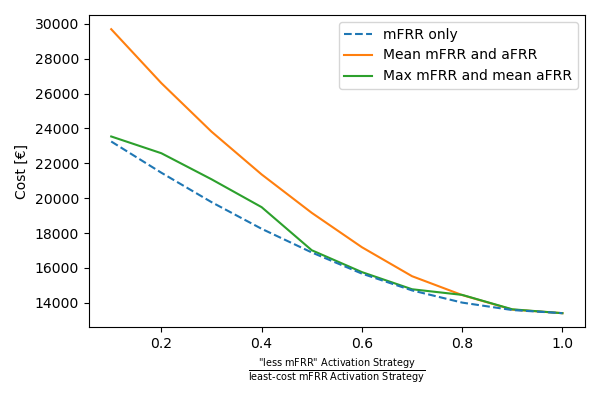 30000
28000
26000
24000
22000
20000
18000
16000
14000
Cost [€]
mFRR only
Mean mFRR and aFRR
Max mFRR and mean aFRR
0.2
0.4
0.6
0.8
1.0
"less mFRR" Activation Strategy
least-cost mFRR Activation Strategy